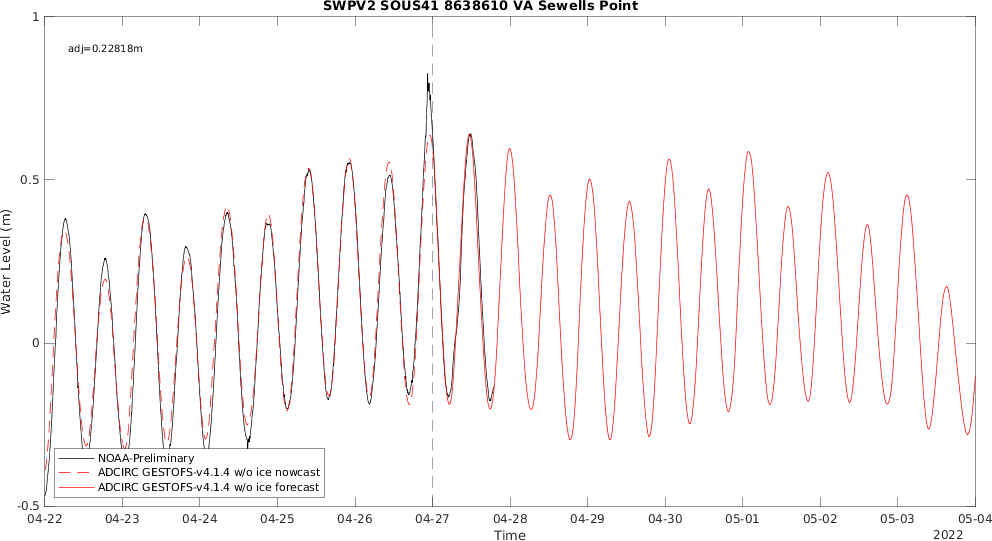 SWPV2 SOUS41 8638610 VA Sewells Point
adj=0.22818m
1
0.5
0
-0.5
Water Level (m)
NOAA-Preliminary
ADCIRC GESTOFS-v4.1.4 w/o ice nowcast
ADCIRC GESTOFS-v4.1.4 w/o ice forecast
04-22 04-23 04-24 04-25 04-26 04-27 04-28 04-29 04-30 05-01 05-02 05-03 05-04
Time
2022